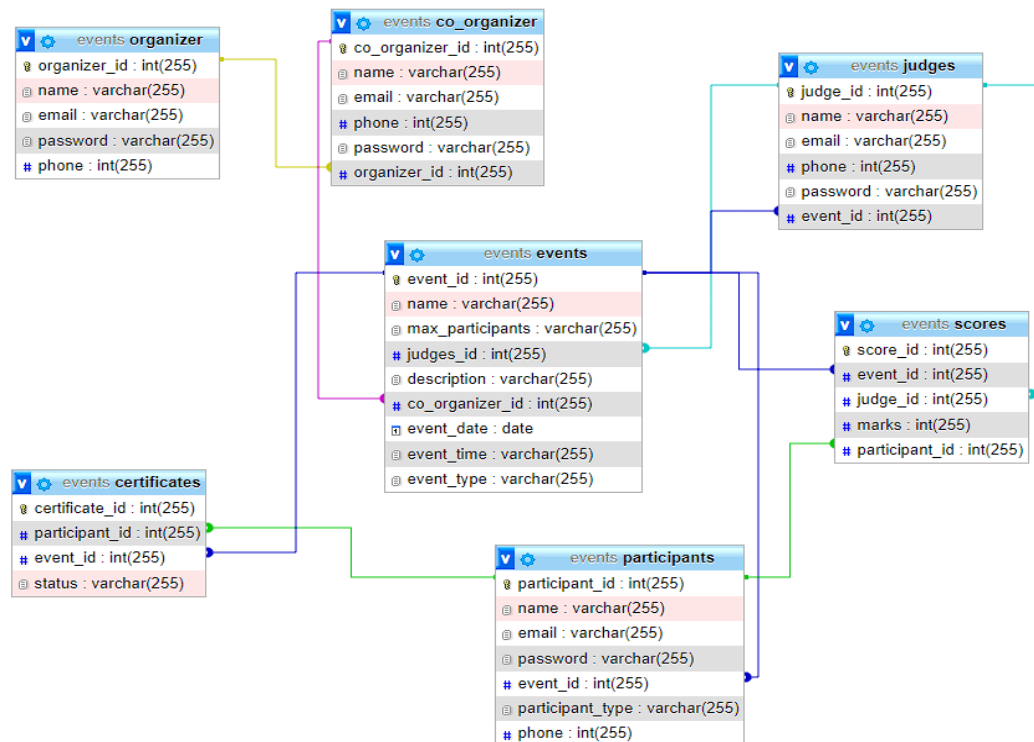 events organizer
organizer_id : int(255)
name : varchar(255)
email : varchar(255)
password : varchar(255)
phone : int(255)
events co_organizer
co_organizer_id : int(255)
name : varchar(255)
email : varchar(255)
phone : int(255)
password : varchar(255)
organizer_id : int(255)
events judges
judge_id : int(255)
name : varchar(255)
email : varchar(255)
phone : int(255)
password : varchar(255)
event_id : int(255)
events events
event_id : int(255)
name : varchar(255)
max_participants : varchar(255)
judges_id : int(255)
description : varchar(255)
co_organizer_id : int(255)
event_date : date
event_time : varchar(255)
event_type : varchar(255)
events scores
score_id : int(255)
event_id : int(255)
judge_id : int(255)
marks : int(255)
participant_id : int(255)
events certificates
certificate_id : int(255)
participant_id : int(255)
event_id : int(255)
status : varchar(255)
events participants
participant_id : int(255)
name : varchar(255)
email : varchar(255)
password : varchar(255)
event_id : int(255)
participant_type : varchar(255)
phone : int(255)